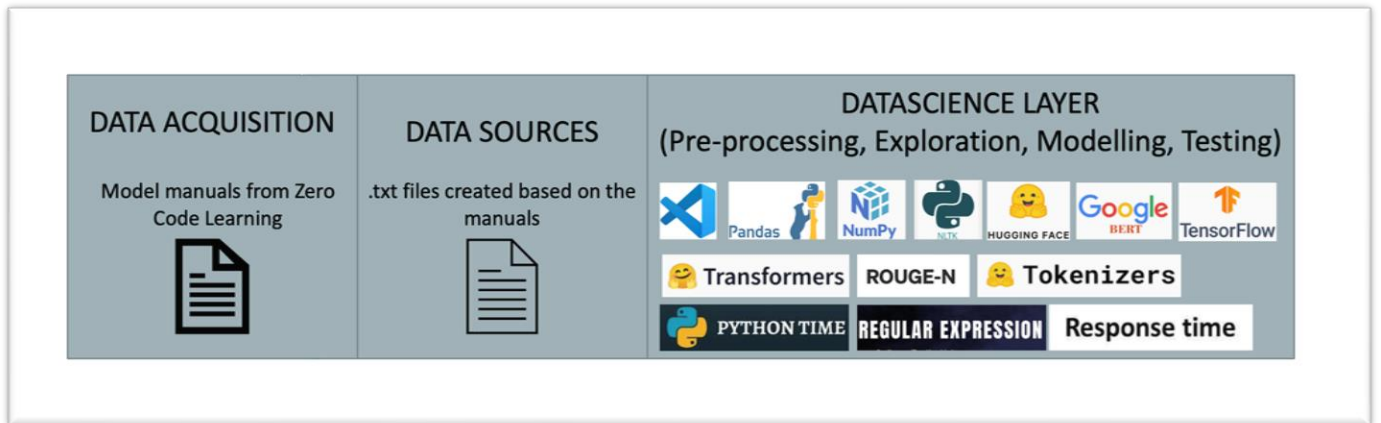 DATA ACQUISITION
Model manuals from Zero
Code Learning
DATA SOURCES
.txt files created based on the
manuals
DATASCIENCE LAYER
(Pre-processing, Exploration, Modelling, Testing)
Pandas
NumPy
NLTK
HUGGING FACE
Google
BERT
TensorFlow
Transformers
ROUGE-N
Tokenizers
PYTHON TIME
REGULAR EXPRESSION
Response time